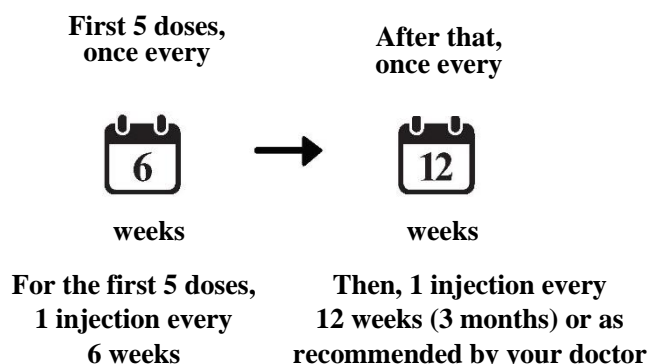 First 5 doses,
once every
6
weeks
For the first 5 doses,
1 injection every
6 weeks
After that,
once every
12
weeks
Then, 1 injection every
12 weeks (3 months) or as
recommended by your doctor